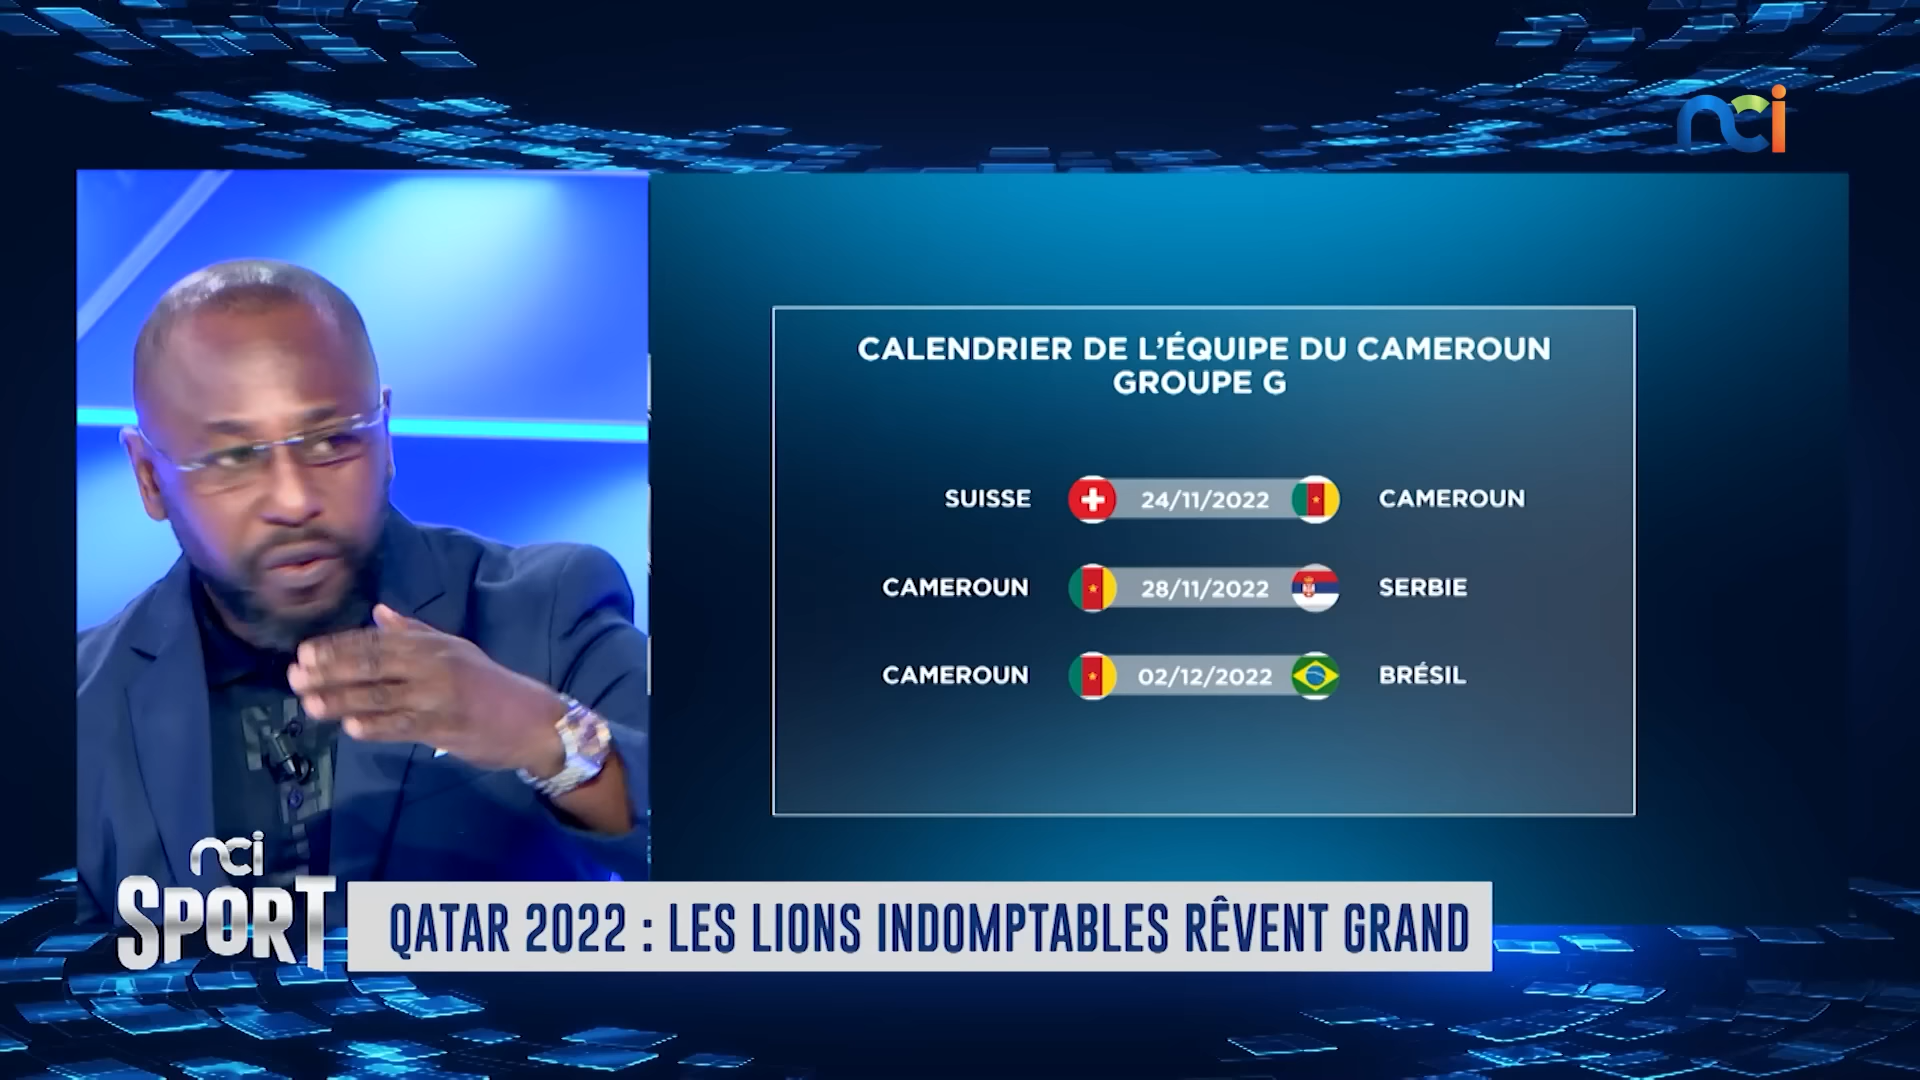 nci
CALENDRIER DE L'ÉQUIPE DU CAMEROUN
GROUPE G
SUISSE 24/11/2022 CAMEROUN
CAMEROUN 28/11/2022 SERBIE
CAMEROUN 02/12/2022 BRÉSIL
nci
SPORT
QATAR 2022 : LES LIONS INDOMPTABLES RÊVENT GRAND